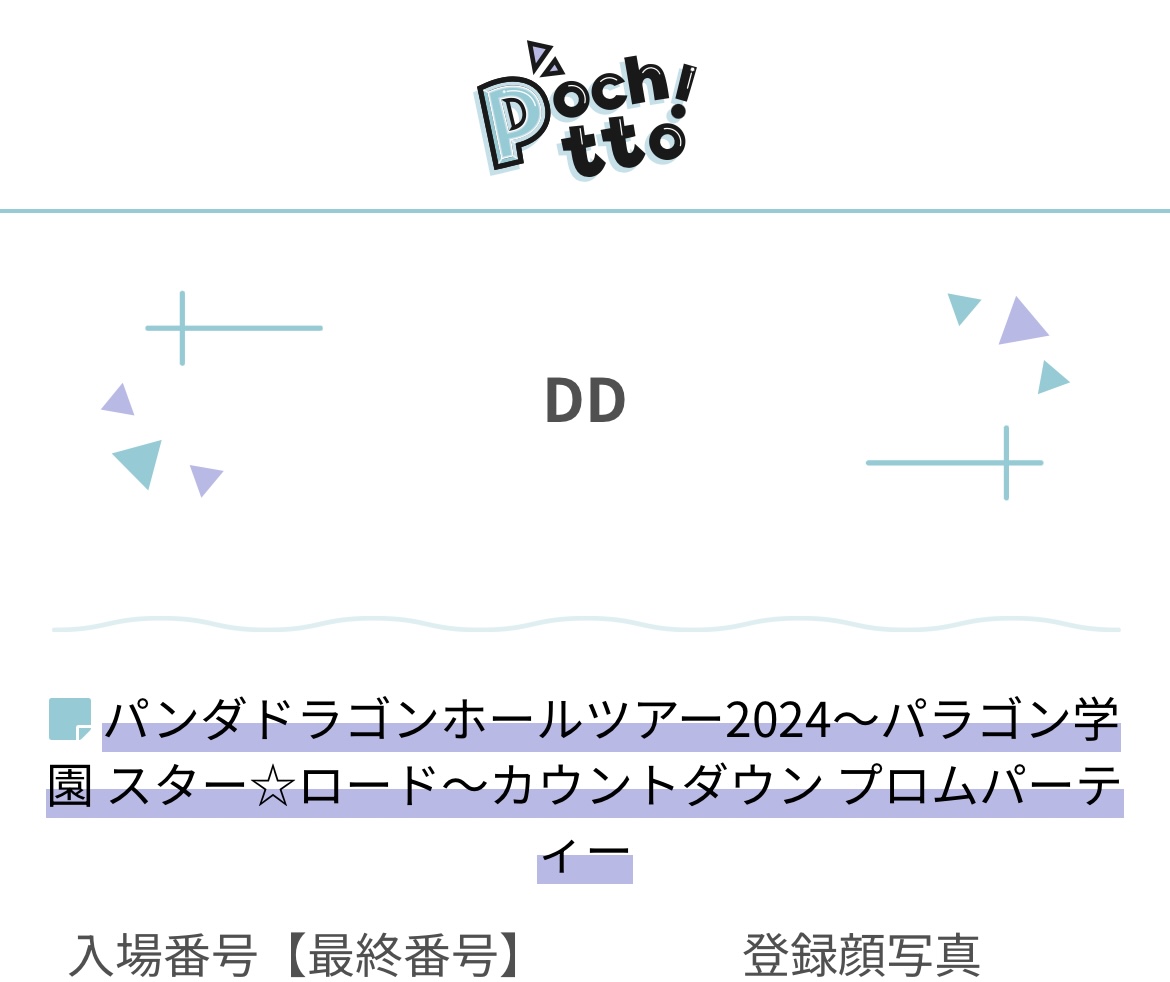 Poch!
tto
DD
パンダドラゴンホールツアー2024～パラゴン学
園 スター☆ロード～カウントダウン プロムパーテ
ィー
入場番号【最終番号】 登録顔写真